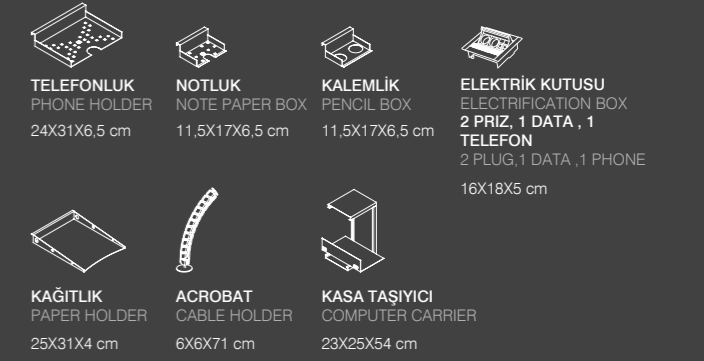 TELEFONLUK
PHONE HOLDER
24X31X6,5 cm
NOTLUK
NOTE PAPER BOX
11,5X17X6,5 cm
KALEMLİK
PENCIL BOX
11,5X17X6,5 cm
ELEKTRİK KUTUSU
ELECTRIFICATION BOX
2 PRIZ, 1 DATA , 1
TELEFON
2 PLUG,1 DATA ,1 PHONE
16X18X5 cm
KAĞITLIK
PAPER HOLDER
25X31X4 cm
ACROBAT
CABLE HOLDER
6X6X71 cm
KASA TAŞIYICI
COMPUTER CARRIER
23X25X54 cm